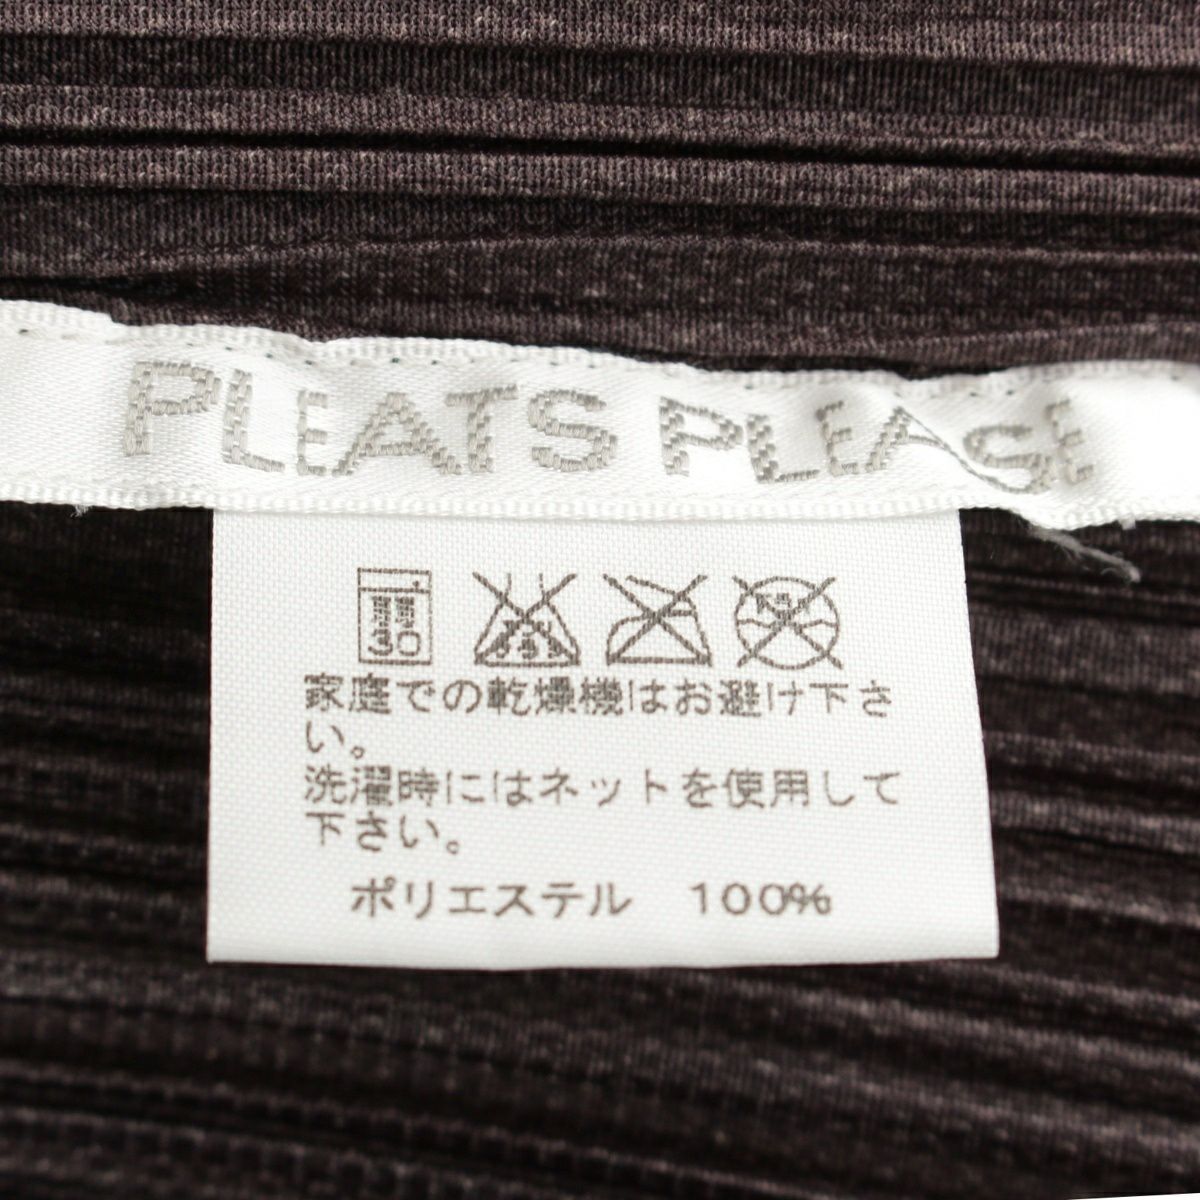 PLEATS PLEASE
家庭での乾燥機はお避け下さ
い。
洗濯時にはネットを使用して
下さい。
ポリエステル 100%